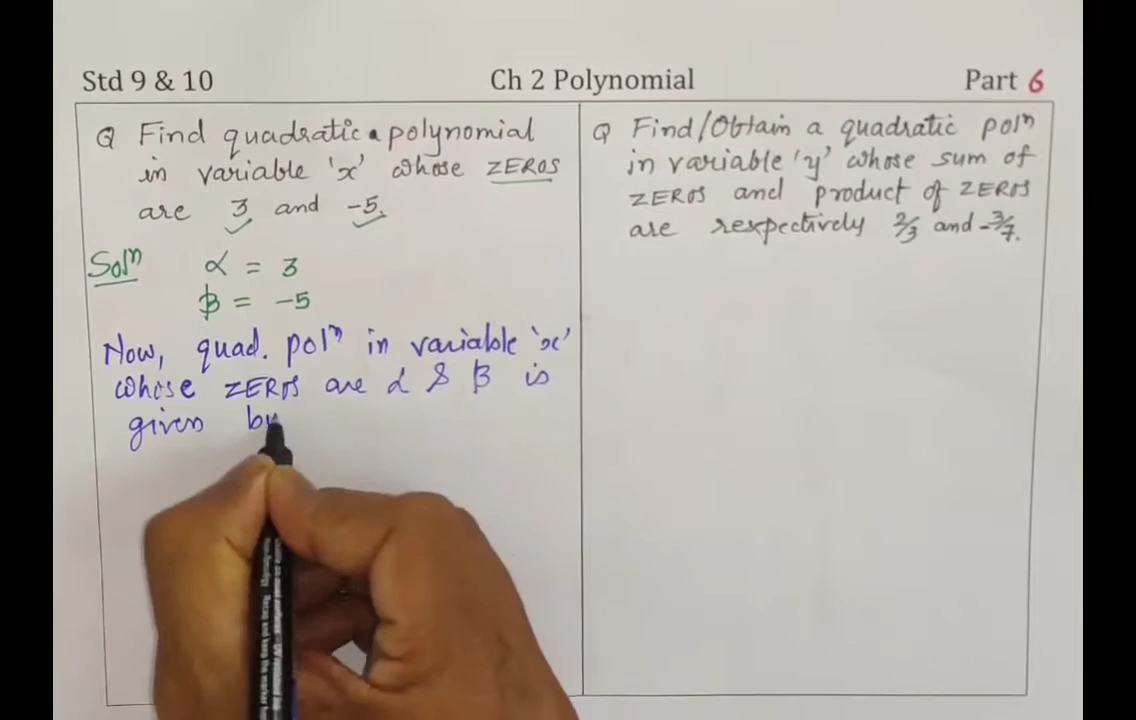 Std 9 & 10
Ch 2 Polynomial
Part 6
Q Find quadratic polynomial
in variable 'x' whose ZEROS
are 3 and -5.
Solⁿ α = 3
β = -5
Now, quad. polⁿ in variable 'x'
whose ZEROS are α & β is
given by
Q Find/Obtain a quadratic polⁿ
in variable 'y' whose sum of
ZEROS and product of ZEROS
are respectively 2/3 and -3/7.